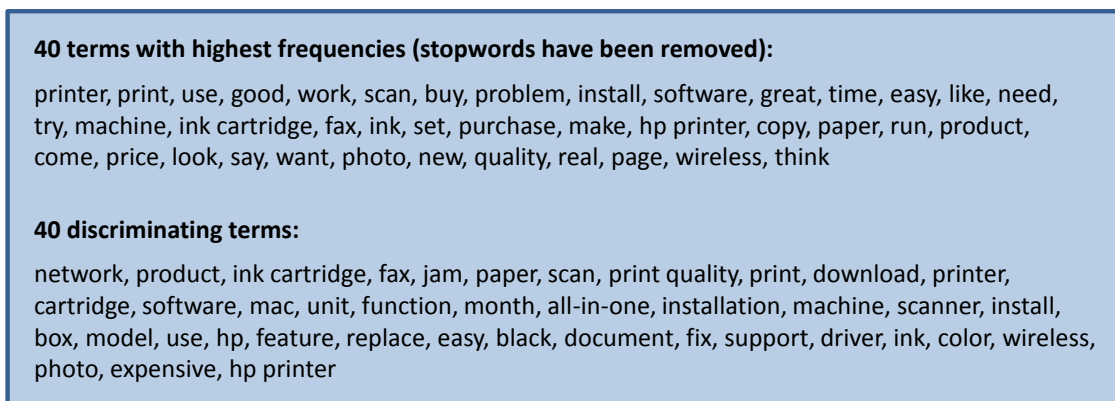 40 terms with highest frequencies (stopwords have been removed):
printer, print, use, good, work, scan, buy, problem, install, software, great, time, easy, like, need,
try, machine, ink cartridge, fax, ink, set, purchase, make, hp printer, copy, paper, run, product,
come, price, look, say, want, photo, new, quality, real, page, wireless, think
40 discriminating terms:
network, product, ink cartridge, fax, jam, paper, scan, print quality, print, download, printer,
cartridge, software, mac, unit, function, month, all-in-one, installation, machine, scanner, install,
box, model, use, hp, feature, replace, easy, black, document, fix, support, driver, ink, color, wireless,
photo, expensive, hp printer